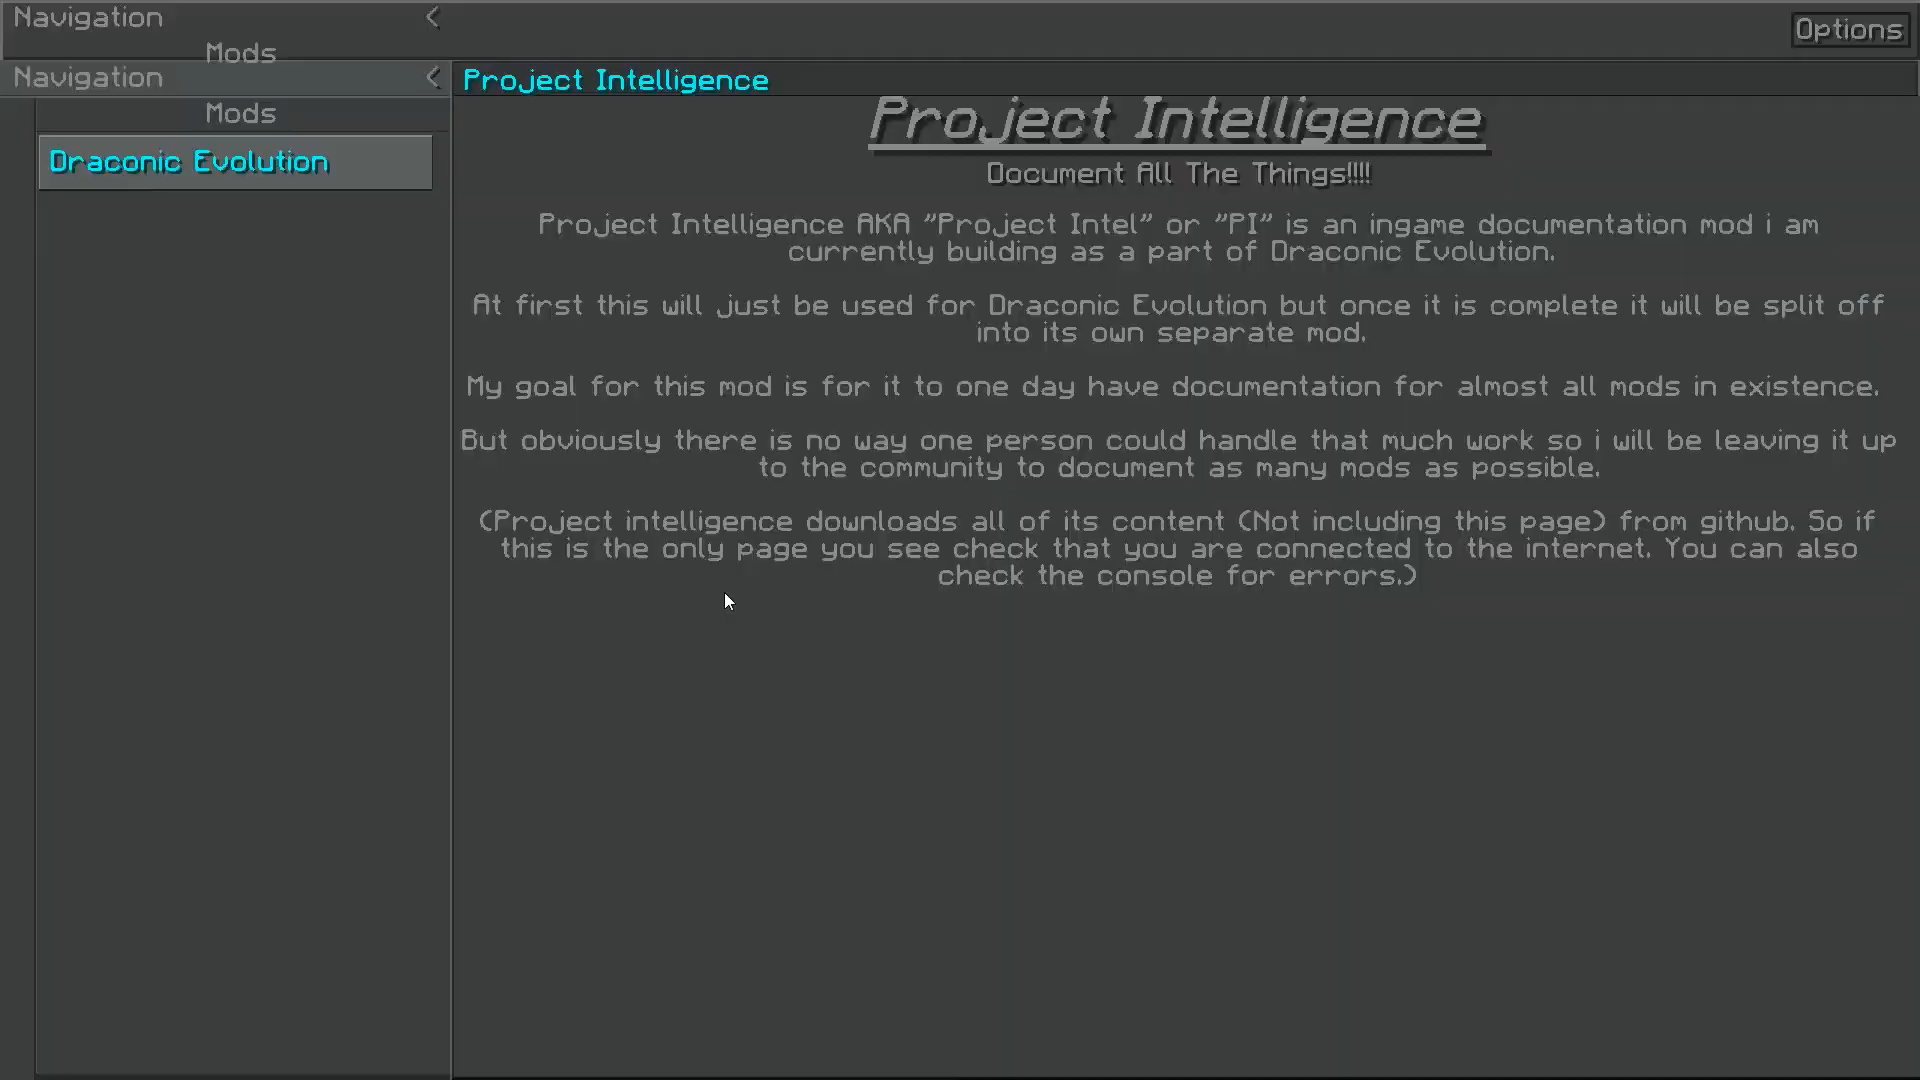 Navigation <
Options
Mods
Navigation <
Project Intelligence
Mods
Draconic Evolution
Project Intelligence
Document All The Things!!!!
Project Intelligence AKA "Project Intel" or "PI" is an ingame documentation mod i am
currently building as a part of Draconic Evolution.
At first this will just be used for Draconic Evolution but once it is complete it will be split off
into its own separate mod.
My goal for this mod is for it to one day have documentation for almost all mods in existence.
But obviously there is no way one person could handle that much work so i will be leaving it up
to the community to document as many mods as possible.
(Project intelligence downloads all of its content (Not including this page) from github. So if
this is the only page you see check that you are connected to the internet. You can also
check the console for errors.)